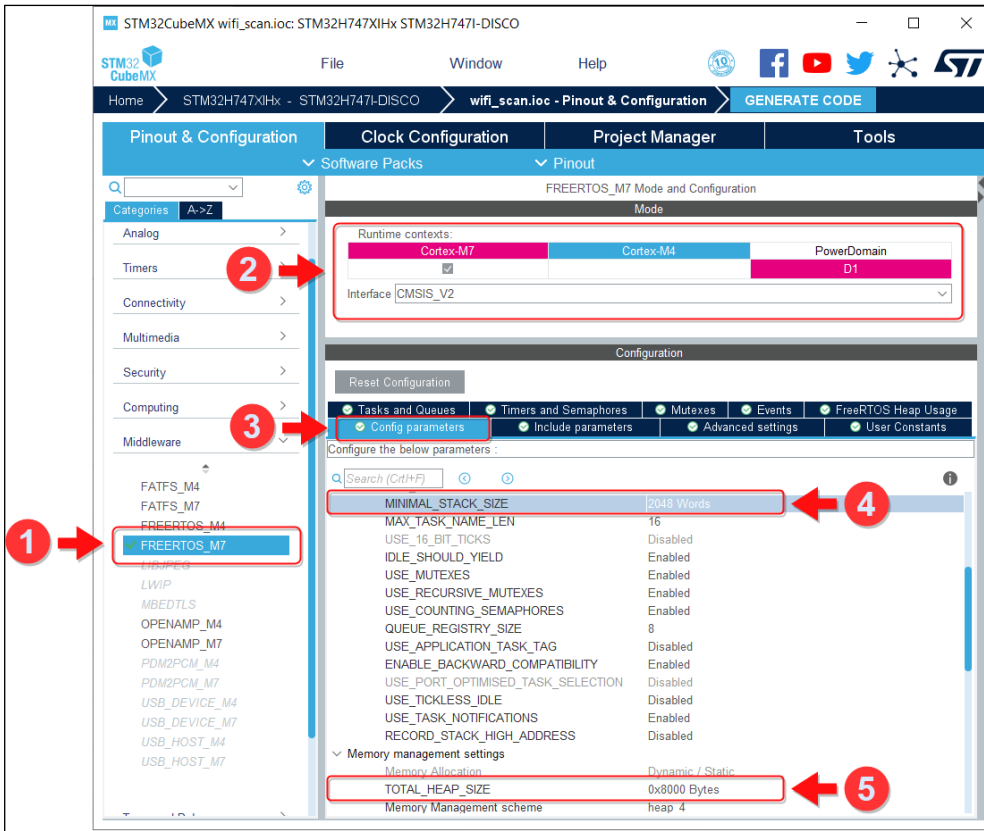 MX STM32CubeMX wifi_scan.ioc: STM32H747XIHx STM32H747I-DISCO
STM32 CubeMX
File Window Help
10
Home STM32H747XIHx - STM32H747I-DISCO wifi_scan.ioc - Pinout & Configuration GENERATE CODE
Pinout & Configuration Clock Configuration Project Manager Tools
Software Packs Pinout
FREERTOS_M7 Mode and Configuration
Categories A->Z
Mode
Analog
Timers
Connectivity
Multimedia
Security
Computing
Middleware
FATFS_M4
FATFS_M7
FREERTOS_M4
FREERTOS_M7
LIBJPEG
LWIP
MBEDTLS
OPENAMP_M4
OPENAMP_M7
PDM2PCM_M4
PDM2PCM_M7
USB_DEVICE_M4
USB_DEVICE_M7
USB_HOST_M4
USB_HOST_M7
1
2
Runtime contexts:
Cortex-M7 Cortex-M4 PowerDomain
D1
Interface CMSIS_V2
Configuration
Reset Configuration
Tasks and Queues Timers and Semaphores Mutexes Events FreeRTOS Heap Usage
3
Config parameters Include parameters Advanced settings User Constants
Configure the below parameters :
Search (Crtl+F)
MINIMAL_STACK_SIZE 2048 Words
4
MAX_TASK_NAME_LEN 16
USE_16_BIT_TICKS Disabled
IDLE_SHOULD_YIELD Enabled
USE_MUTEXES Enabled
USE_RECURSIVE_MUTEXES Enabled
USE_COUNTING_SEMAPHORES Enabled
QUEUE_REGISTRY_SIZE 8
USE_APPLICATION_TASK_TAG Disabled
ENABLE_BACKWARD_COMPATIBILITY Enabled
USE_PORT_OPTIMISED_TASK_SELECTION Disabled
USE_TICKLESS_IDLE Disabled
USE_TASK_NOTIFICATIONS Enabled
RECORD_STACK_HIGH_ADDRESS Disabled
Memory management settings
Memory Allocation Dynamic / Static
TOTAL_HEAP_SIZE 0x8000 Bytes
5
Memory Management scheme heap_4